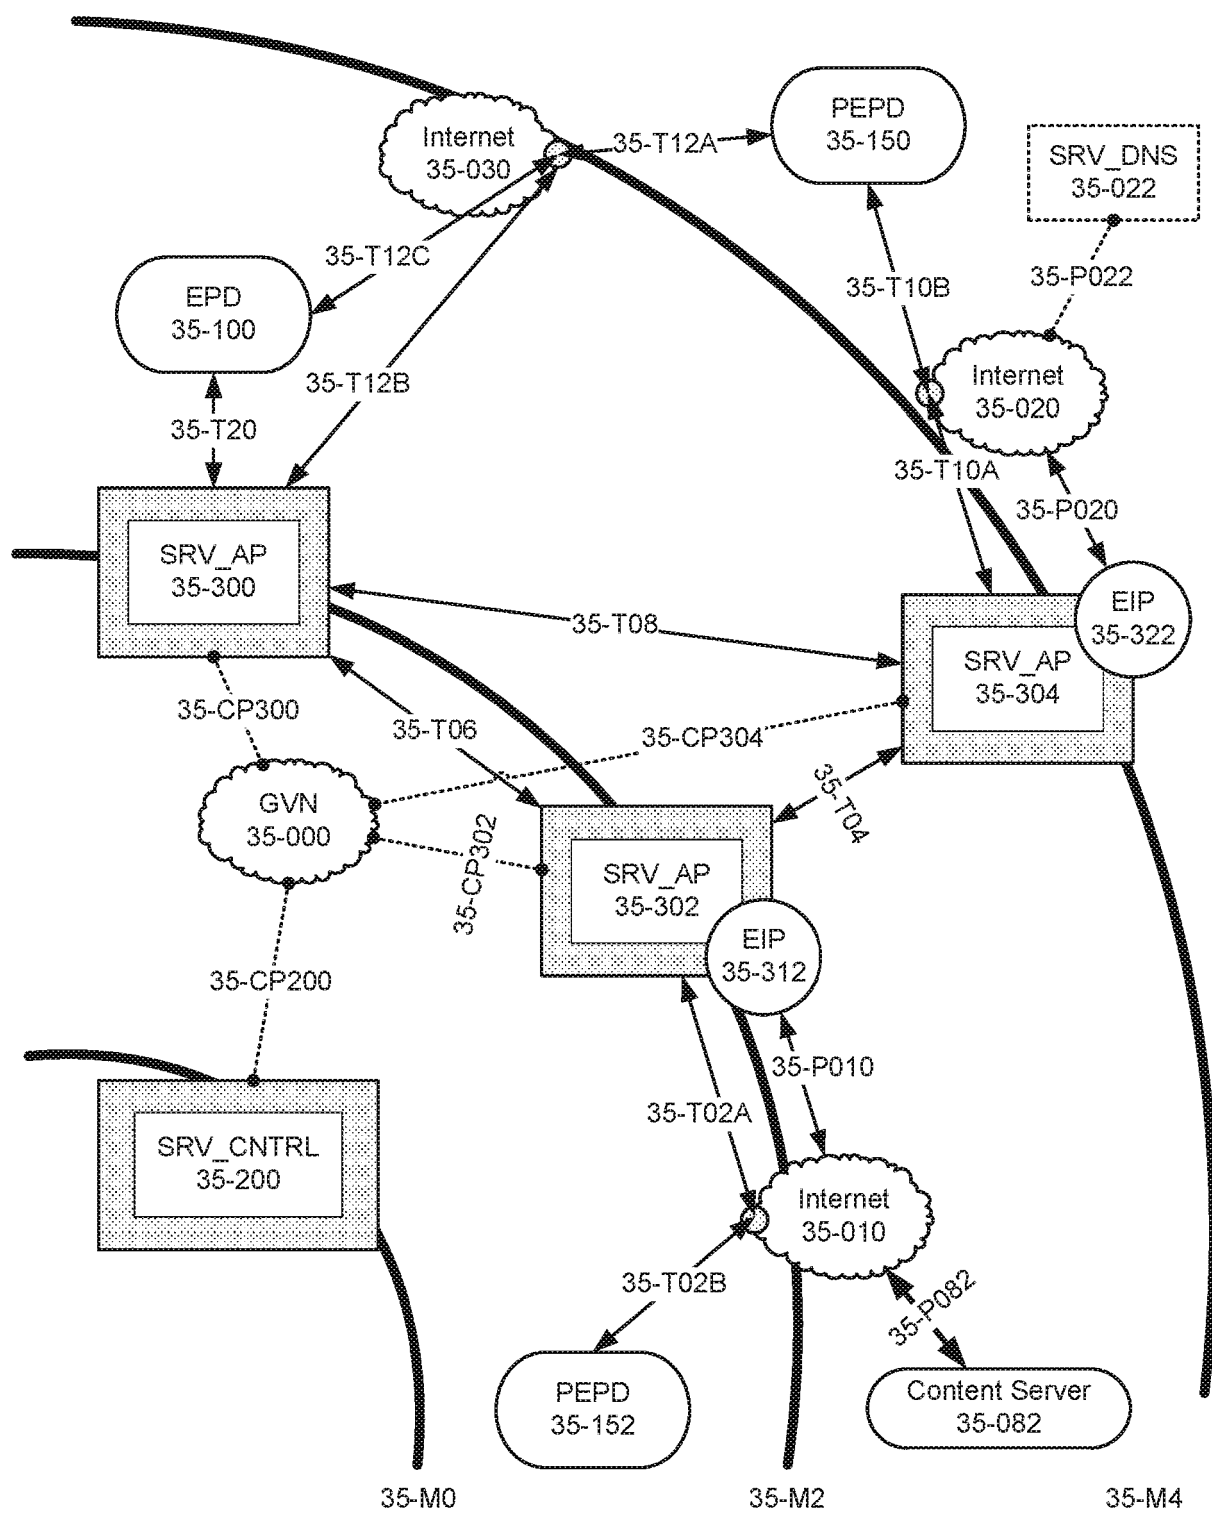 PEPD
35-150
Internet
35-030
35-T12A
SRV_DNS
35-022
35-T12C
35-P022
EPD
35-100
35-T10B
35-T12B
Internet
35-020
35-T20
35-T10A
35-P020
SRV_AP
35-300
EIP
35-322
35-T08
SRV_AP
35-304
35-CP300
35-T06
35-CP304
GVN
35-000
35-T04
35-CP302
SRV_AP
35-302
EIP
35-312
35-CP200
35-P010
35-T02A
SRV_CNTRL
35-200
Internet
35-010
35-T02B
35-P082
PEPD
35-152
Content Server
35-082
35-M0
35-M2
35-M4